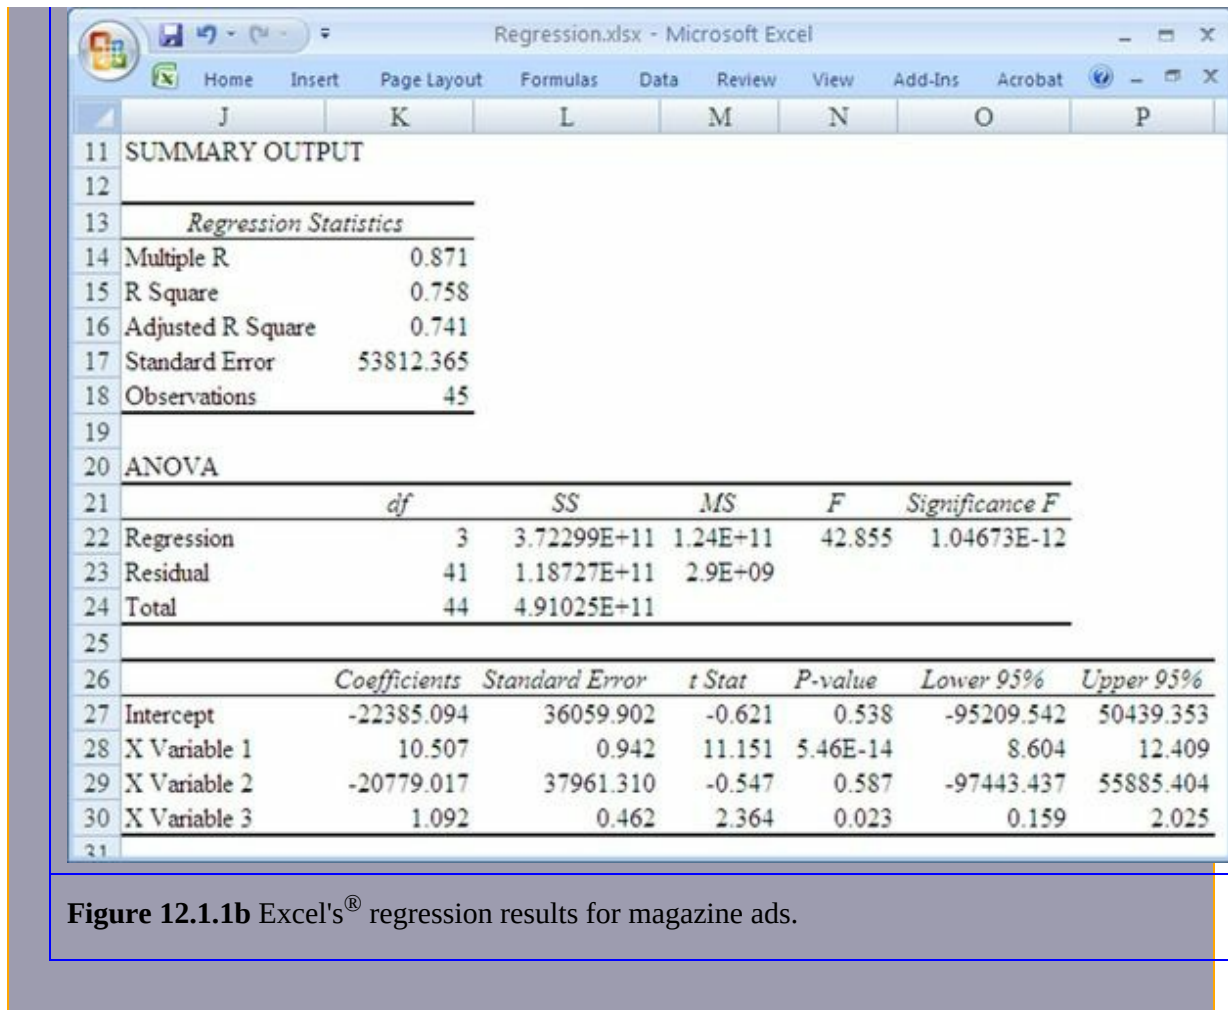 Regression.xlsx - Microsoft Excel
Home Insert Page Layout Formulas Data Review View Add-Ins Acrobat
J K L M N O P
11 SUMMARY OUTPUT
12
13 Regression Statistics
14 Multiple R 0.871
15 R Square 0.758
16 Adjusted R Square 0.741
17 Standard Error 53812.365
18 Observations 45
19
20 ANOVA
21 df SS MS F Significance F
22 Regression 3 3.72299E+11 1.24E+11 42.855 1.04673E-12
23 Residual 41 1.18727E+11 2.9E+09
24 Total 44 4.91025E+11
25
26 Coefficients Standard Error t Stat P-value Lower 95% Upper 95%
27 Intercept -22385.094 36059.902 -0.621 0.538 -95209.542 50439.353
28 X Variable 1 10.507 0.942 11.151 5.46E-14 8.604 12.409
29 X Variable 2 -20779.017 37961.310 -0.547 0.587 -97443.437 55885.404
30 X Variable 3 1.092 0.462 2.364 0.023 0.159 2.025
31
Figure 12.1.1b Excel's® regression results for magazine ads.